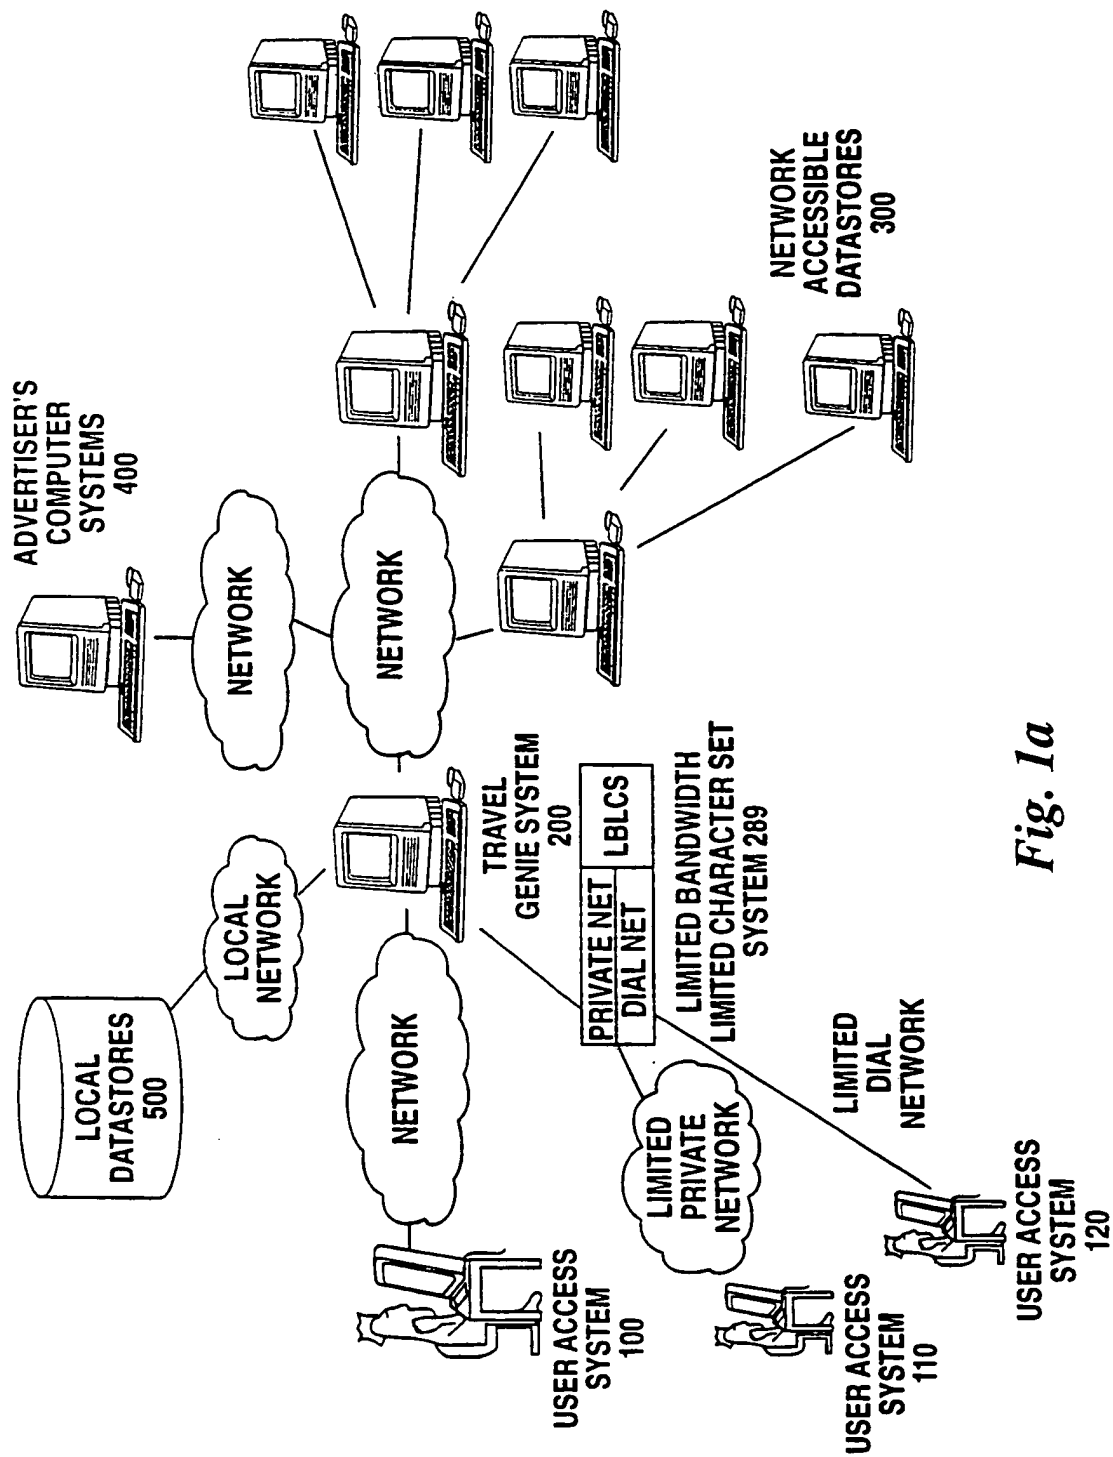 ADVERTISER'S
COMPUTER
SYSTEMS
400
LOCAL
DATASTORES
500
LOCAL
NETWORK
NETWORK
NETWORK
NETWORK
TRAVEL
GENIE SYSTEM
200
NETWORK
ACCESSIBLE
DATASTORES
300
USER ACCESS
SYSTEM
100
PRIVATE NET
DIAL NET
LBLCS
LIMITED BANDWIDTH
LIMITED CHARACTER SET
SYSTEM 289
LIMITED
PRIVATE
NETWORK
LIMITED
DIAL
NETWORK
USER ACCESS
SYSTEM
110
USER ACCESS
SYSTEM
120
Fig. 1a